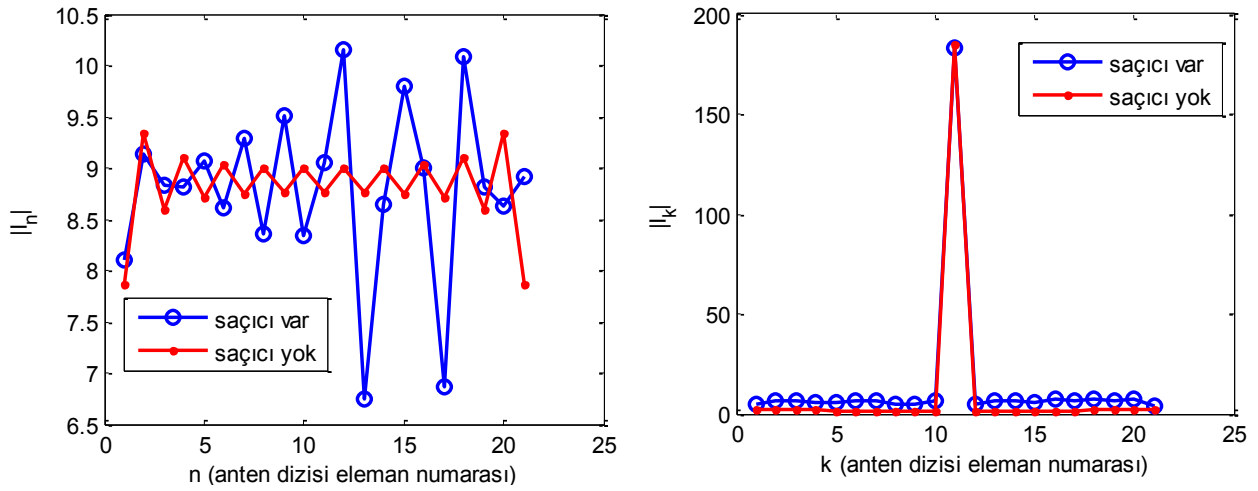 10.5
10
9.5
9
8.5
8
7.5
7
6.5
|I_n|
saçıcı var
saçıcı yok
0 5 10 15 20 25
n (anten dizisi eleman numarası)
200
150
100
50
0
|I_k|
saçıcı var
saçıcı yok
0 5 10 15 20 25
k (anten dizisi eleman numarası)